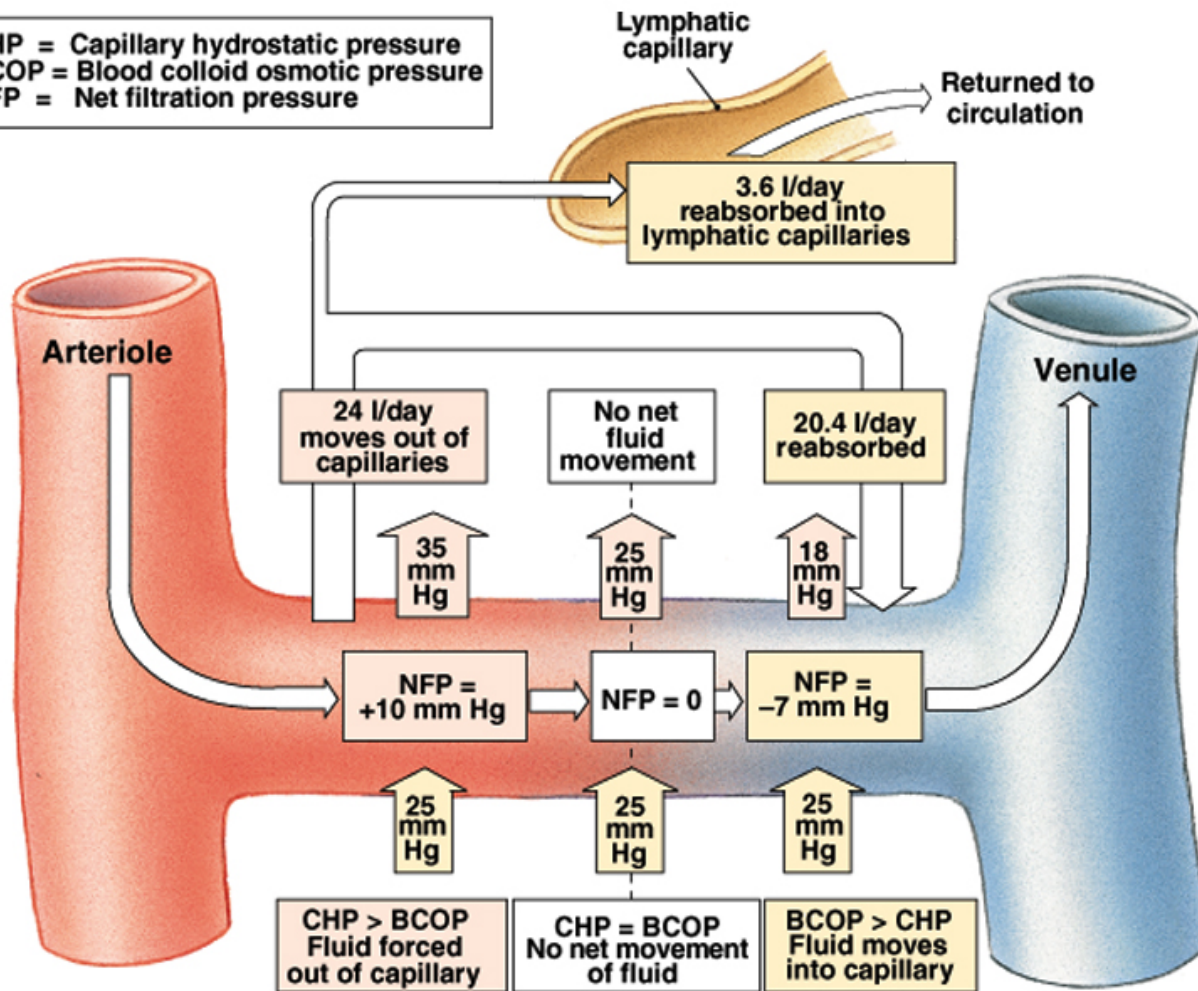 HP = Capillary hydrostatic pressure
COP = Blood colloid osmotic pressure
FP = Net filtration pressure
Lymphatic
capillary
Returned to
circulation
3.6 l/day
reabsorbed into
lymphatic capillaries
Arteriole
Venule
24 l/day
moves out of
capillaries
No net
fluid
movement
20.4 l/day
reabsorbed
35
mm
Hg
25
mm
Hg
18
mm
Hg
NFP =
+10 mm Hg
NFP = 0
NFP =
–7 mm Hg
25
mm
Hg
25
mm
Hg
25
mm
Hg
CHP > BCOP
Fluid forced
out of capillary
CHP = BCOP
No net movement
of fluid
BCOP > CHP
Fluid moves
into capillary